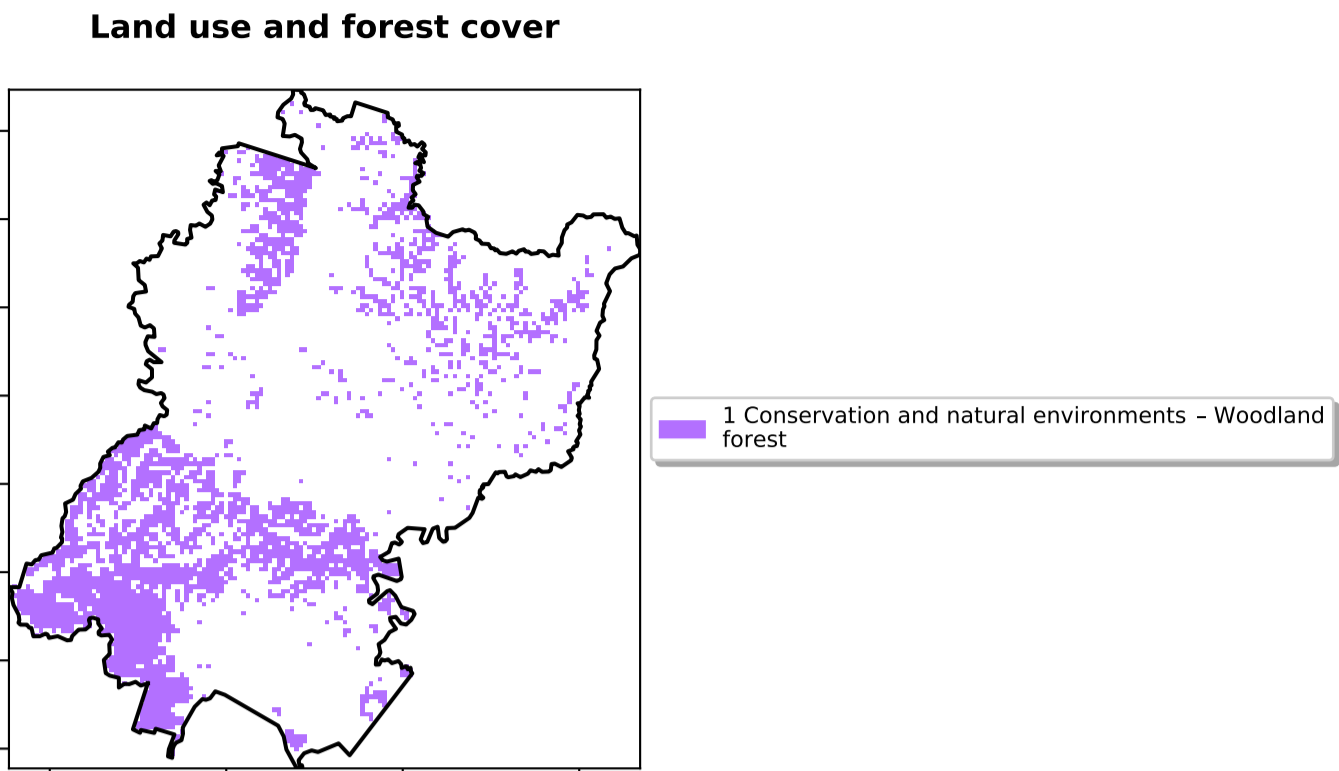 Land use and forest cover
1 Conservation and natural environments – Woodland
forest